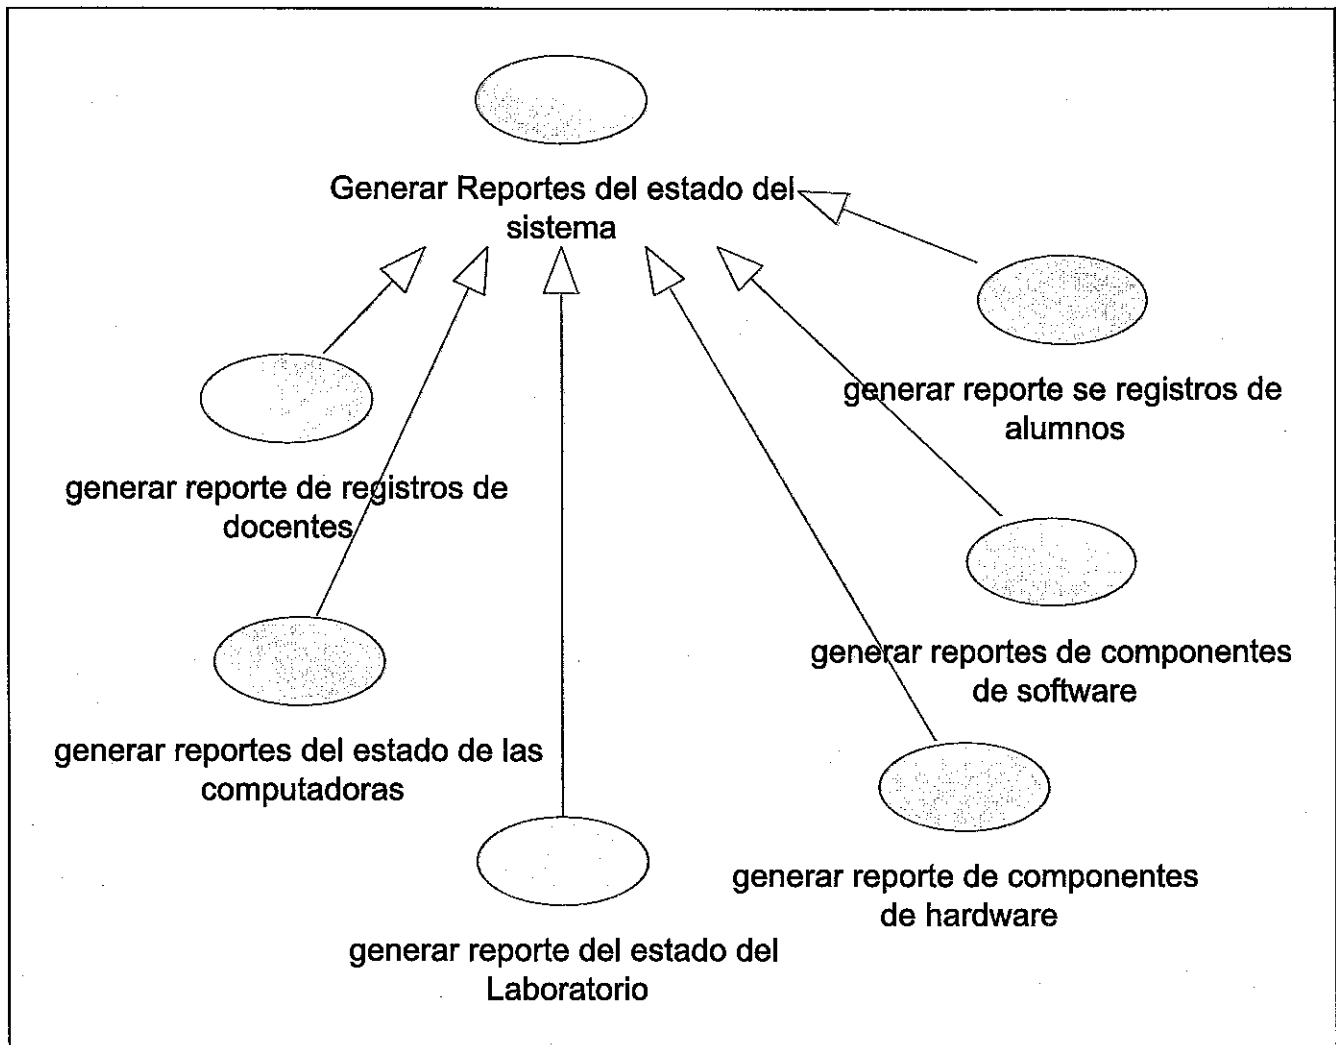 Generar Reportes del estado del
sistema
generar reporte se registros de
alumnos
generar reporte de registros de
docentes
generar reportes de componentes
de software
generar reportes del estado de las
computadoras
generar reporte de componentes
de hardware
generar reporte del estado del
Laboratorio